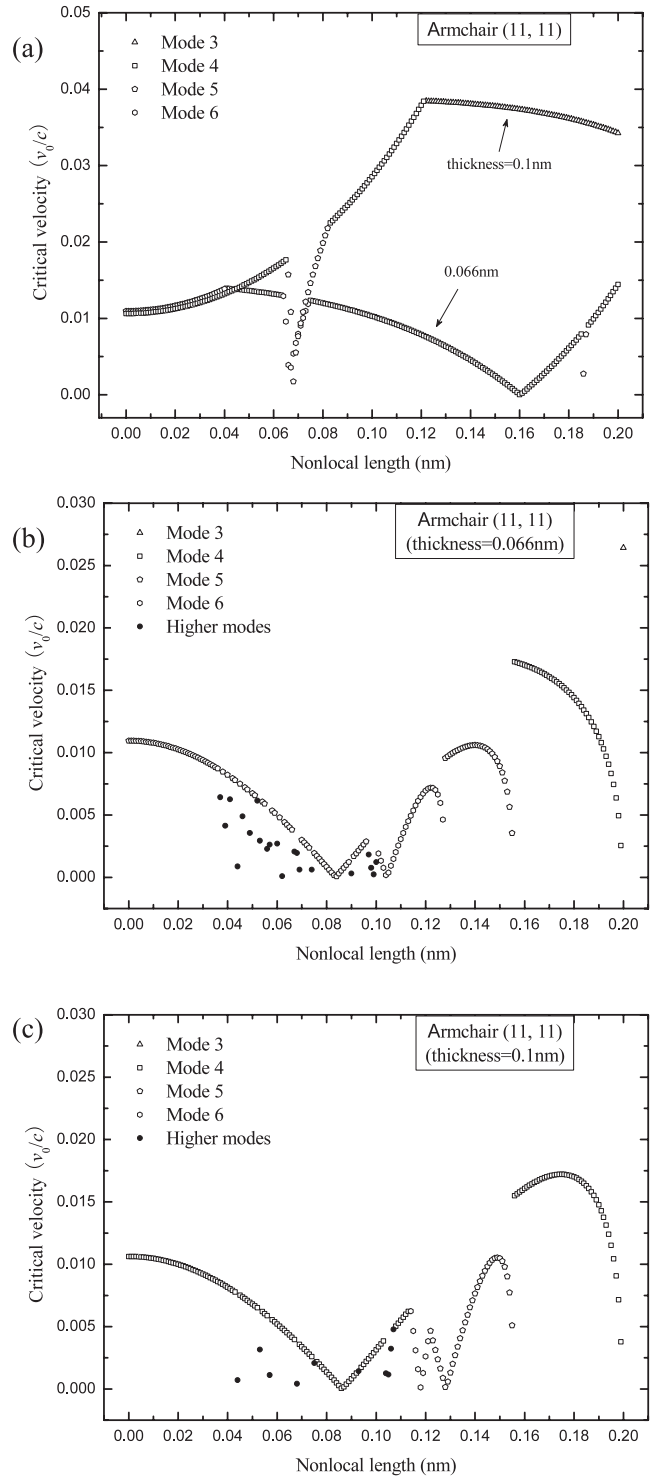 (a)
0.05
0.04
0.03
0.02
0.01
0.00
Critical velocity (v0/c)
Mode 3
Mode 4
Mode 5
Mode 6
Armchair (11, 11)
thickness=0.1nm
0.066nm
0.00 0.02 0.04 0.06 0.08 0.10 0.12 0.14 0.16 0.18 0.20
Nonlocal length (nm)
(b)
0.030
0.025
0.020
0.015
0.010
0.005
0.000
Critical velocity (v0/c)
Mode 3
Mode 4
Mode 5
Mode 6
Higher modes
Armchair (11, 11)
(thickness=0.066nm)
0.00 0.02 0.04 0.06 0.08 0.10 0.12 0.14 0.16 0.18 0.20
Nonlocal length (nm)
(c)
0.030
0.025
0.020
0.015
0.010
0.005
0.000
Critical velocity (v0/c)
Mode 3
Mode 4
Mode 5
Mode 6
Higher modes
Armchair (11, 11)
(thickness=0.1nm)
0.00 0.02 0.04 0.06 0.08 0.10 0.12 0.14 0.16 0.18 0.20
Nonlocal length (nm)